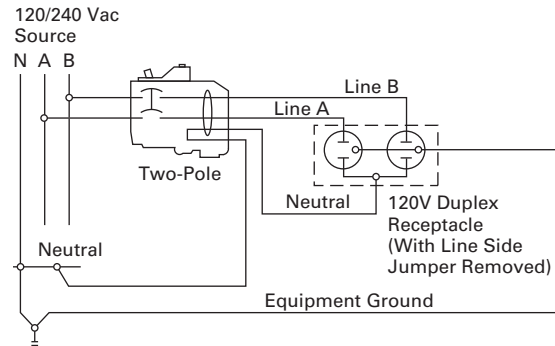 120/240 Vac
Source
N A B
Line B
Line A
Two-Pole
Neutral
120V Duplex
Receptacle
(With Line Side
Jumper Removed)
Neutral
Equipment Ground